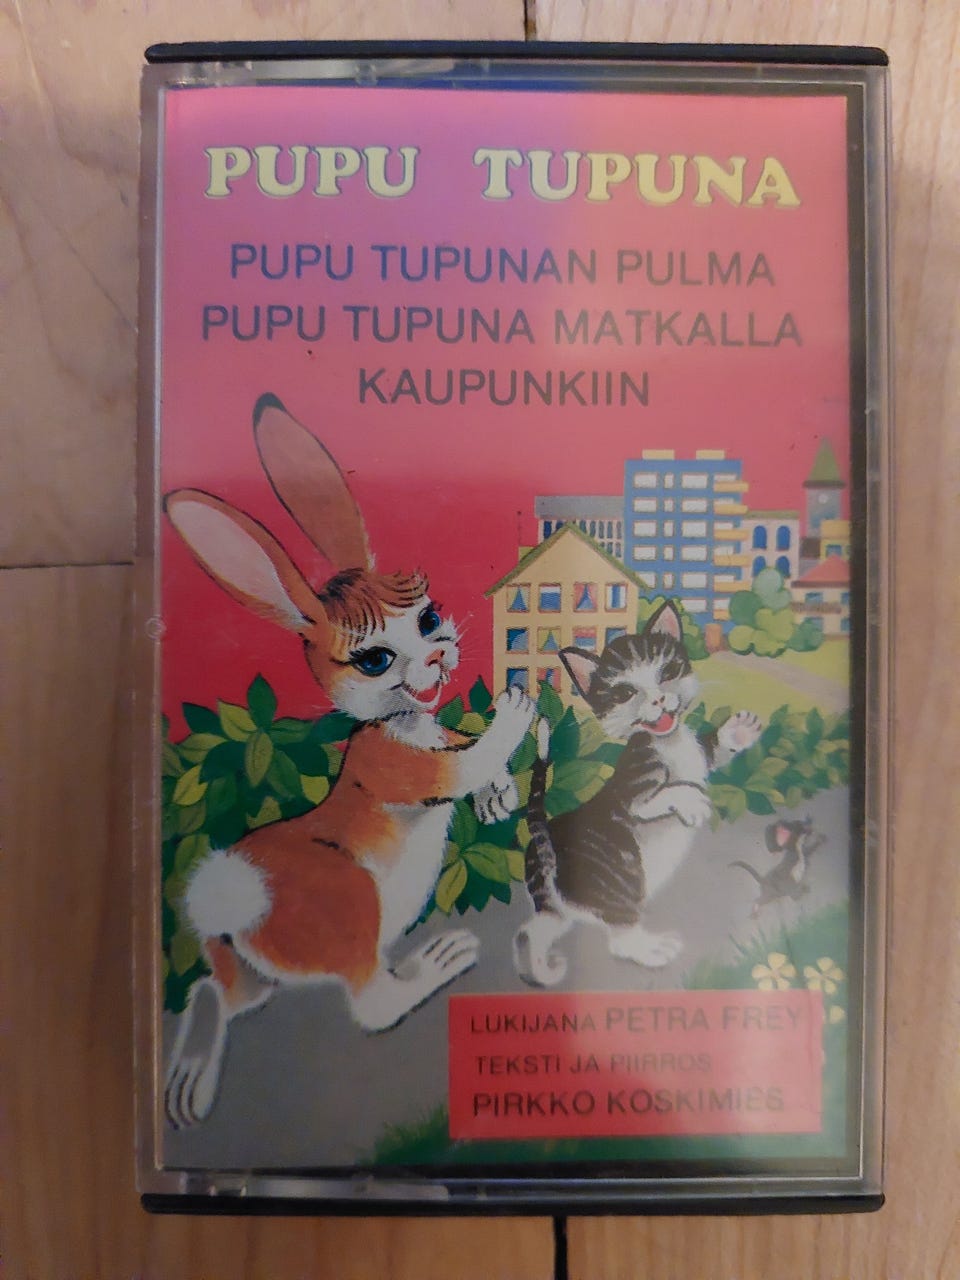 PUPU TUPUNA
PUPU TUPUNAN PULMA
PUPU TUPUNA MATKALLA
KAUPUNKIIN
LUKIJANA PETRA FREY
TEKSTI JA PIIRROS
PIRKKO KOSKIMIES